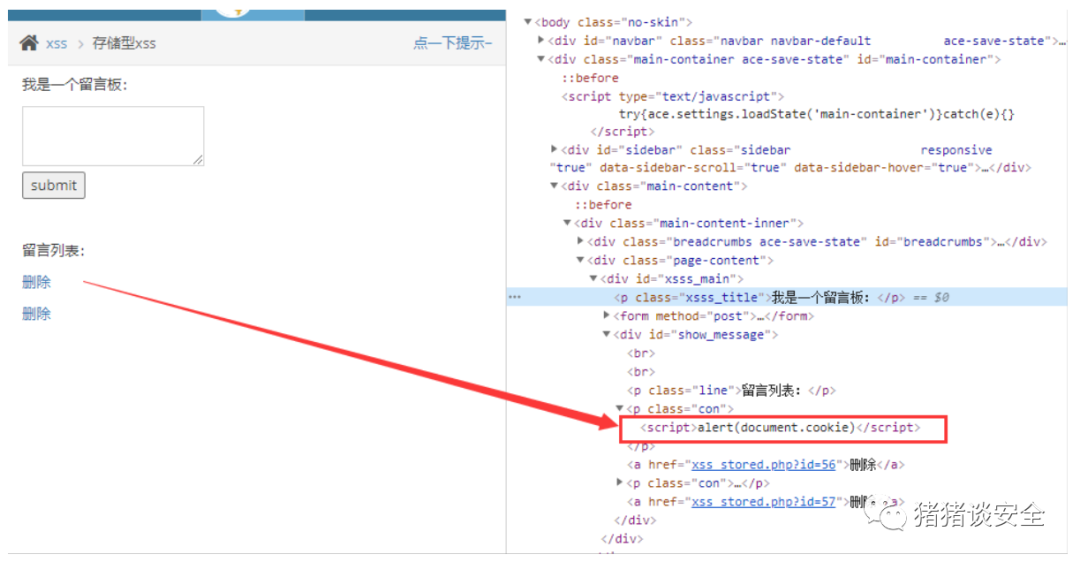 xss > 存储型xss
点一下提示~
我是一个留言板：
submit
留言列表：
删除
删除
▼<body class="no-skin">
▶<div id="navbar" class="navbar navbar-default ace-save-state">…
▼<div class="main-container ace-save-state" id="main-container">
::before
<script type="text/javascript">
try{ace.settings.loadState('main-container')}catch(e){}
</script>
▶<div id="sidebar" class="sidebar responsive
"true" data-sidebar-scroll="true" data-sidebar-hover="true">…</div>
▼<div class="main-content">
::before
▼<div class="main-content-inner">
▶<div class="breadcrumbs ace-save-state" id="breadcrumbs">…</div>
▼<div class="page-content">
▼<div id="xsss_main">
… <p class="xsss_title">我是一个留言板：</p> == $0
▶<form method="post">…</form>
▼<div id="show_message">
<br>
<br>
<p class="line">留言列表：</p>
▼<p class="con">
<script>alert(document.cookie)</script>
</p>
<a href="xss_stored.php?id=56">删除</a>
▶<p class="con">…</p>
<a href="xss_stored.php?id=57">删除</a>
</div>
</div>
猪猪谈安全